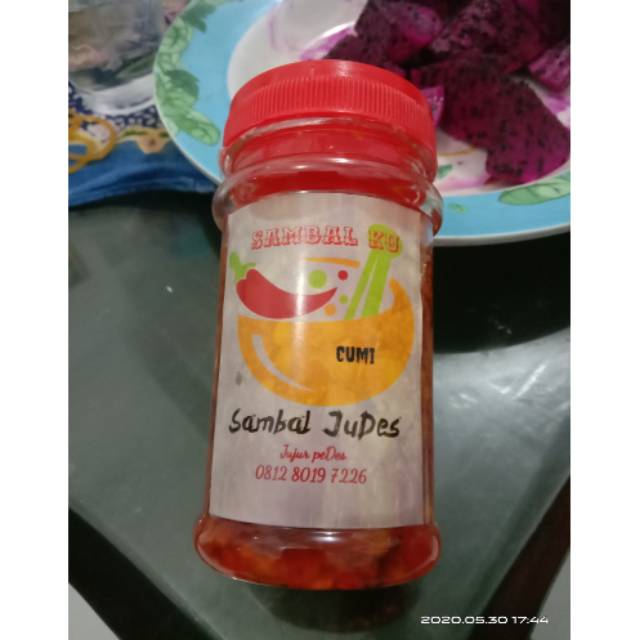 SAMBAL KU
CUMI
Sambal JuDes
Jujur peDes
0812 8019 7226
2020.05.30 17:44